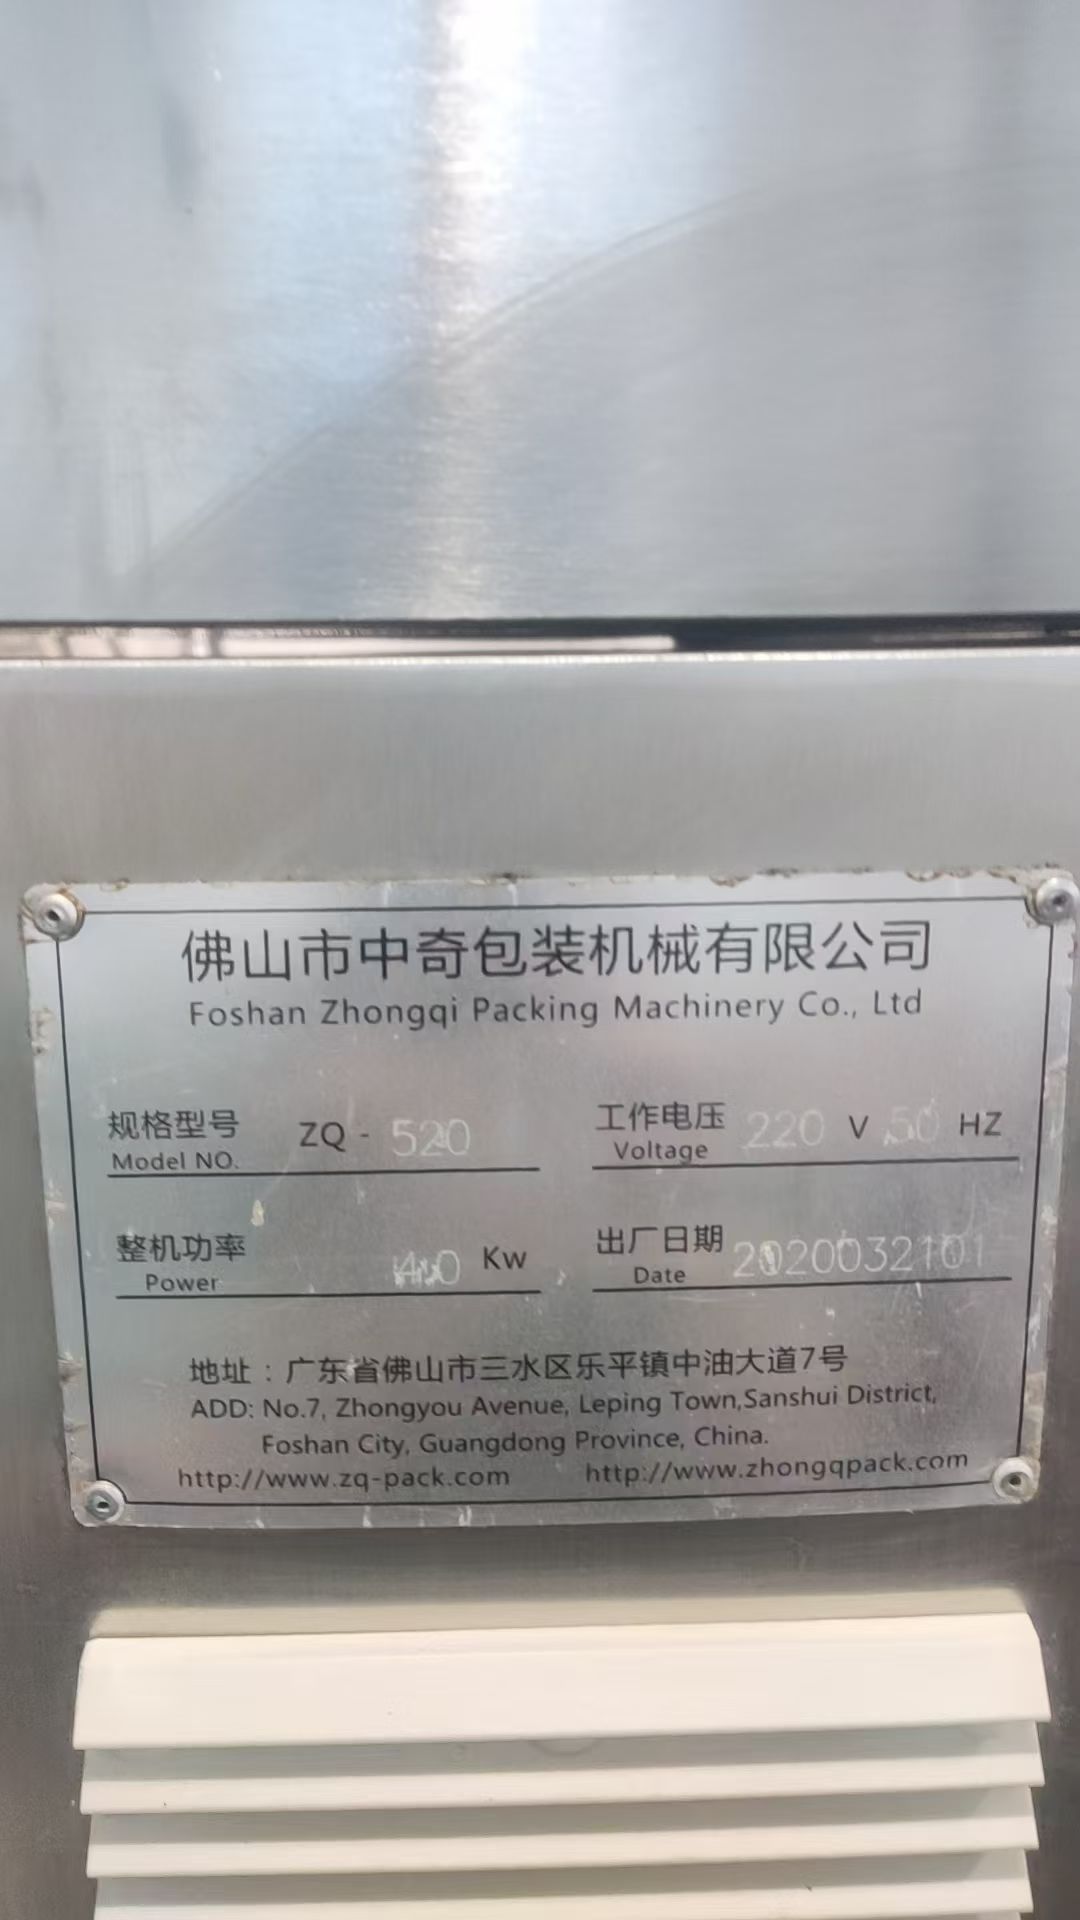 佛山市中奇包装机械有限公司
Foshan Zhongqi Packing Machinery Co., Ltd
规格型号 ZQ - 520
Model NO.
工作电压 220 V 50 HZ
Voltage
整机功率 Kw
Power
出厂日期 2020032101
Date
地址：广东省佛山市三水区乐平镇中油大道7号
ADD: No.7, Zhongyou Avenue, Leping Town,Sanshui District,
Foshan City, Guangdong Province, China.
http://www.zq-pack.com http://www.zhongqpack.com